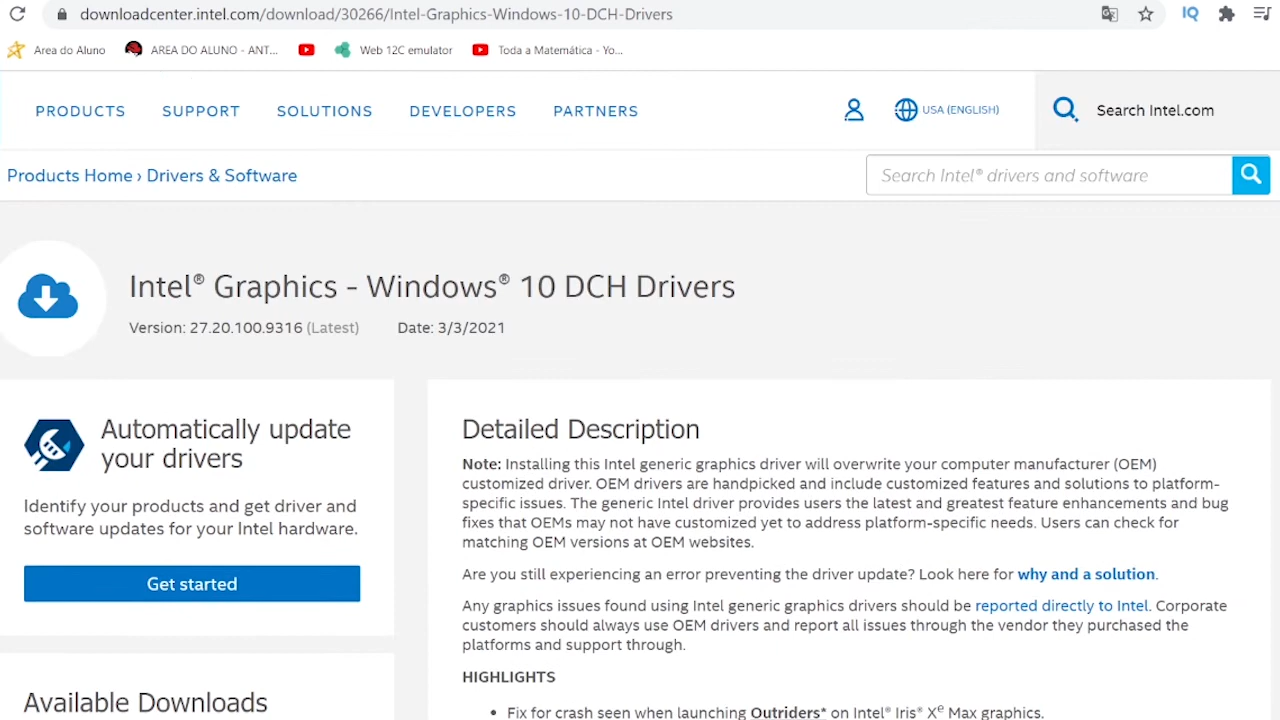 downloadcenter.intel.com/download/30266/Intel-Graphics-Windows-10-DCH-Drivers
IQ
Area do Aluno
AREA DO ALUNO - ANT...
Web 12C emulator
Toda a Matemática - Yo...
PRODUCTS
SUPPORT
SOLUTIONS
DEVELOPERS
PARTNERS
USA (ENGLISH)
Search Intel.com
Products Home › Drivers & Software
Search Intel® drivers and software
Intel® Graphics - Windows® 10 DCH Drivers
Version: 27.20.100.9316 (Latest)
Date: 3/3/2021
Automatically update
your drivers
Identify your products and get driver and
software updates for your Intel hardware.
Get started
Available Downloads
Detailed Description
Note: Installing this Intel generic graphics driver will overwrite your computer manufacturer (OEM)
customized driver. OEM drivers are handpicked and include customized features and solutions to platform-
specific issues. The generic Intel driver provides users the latest and greatest feature enhancements and bug
fixes that OEMs may not have customized yet to address platform-specific needs. Users can check for
matching OEM versions at OEM websites.
Are you still experiencing an error preventing the driver update? Look here for why and a solution.
Any graphics issues found using Intel generic graphics drivers should be reported directly to Intel. Corporate
customers should always use OEM drivers and report all issues through the vendor they purchased the
platforms and support through.
HIGHLIGHTS
• Fix for crash seen when launching Outriders* on Intel® Iris® Xe Max graphics.